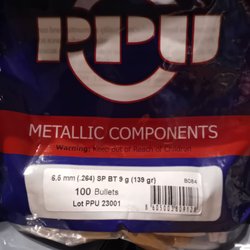 PPU
METALLIC COMPONENTS
Warning: Keep out of Reach of Children
6.5 mm (.264) SP BT 9 g (139 gr)
B084
100 Bullets
Lot PPU 23001